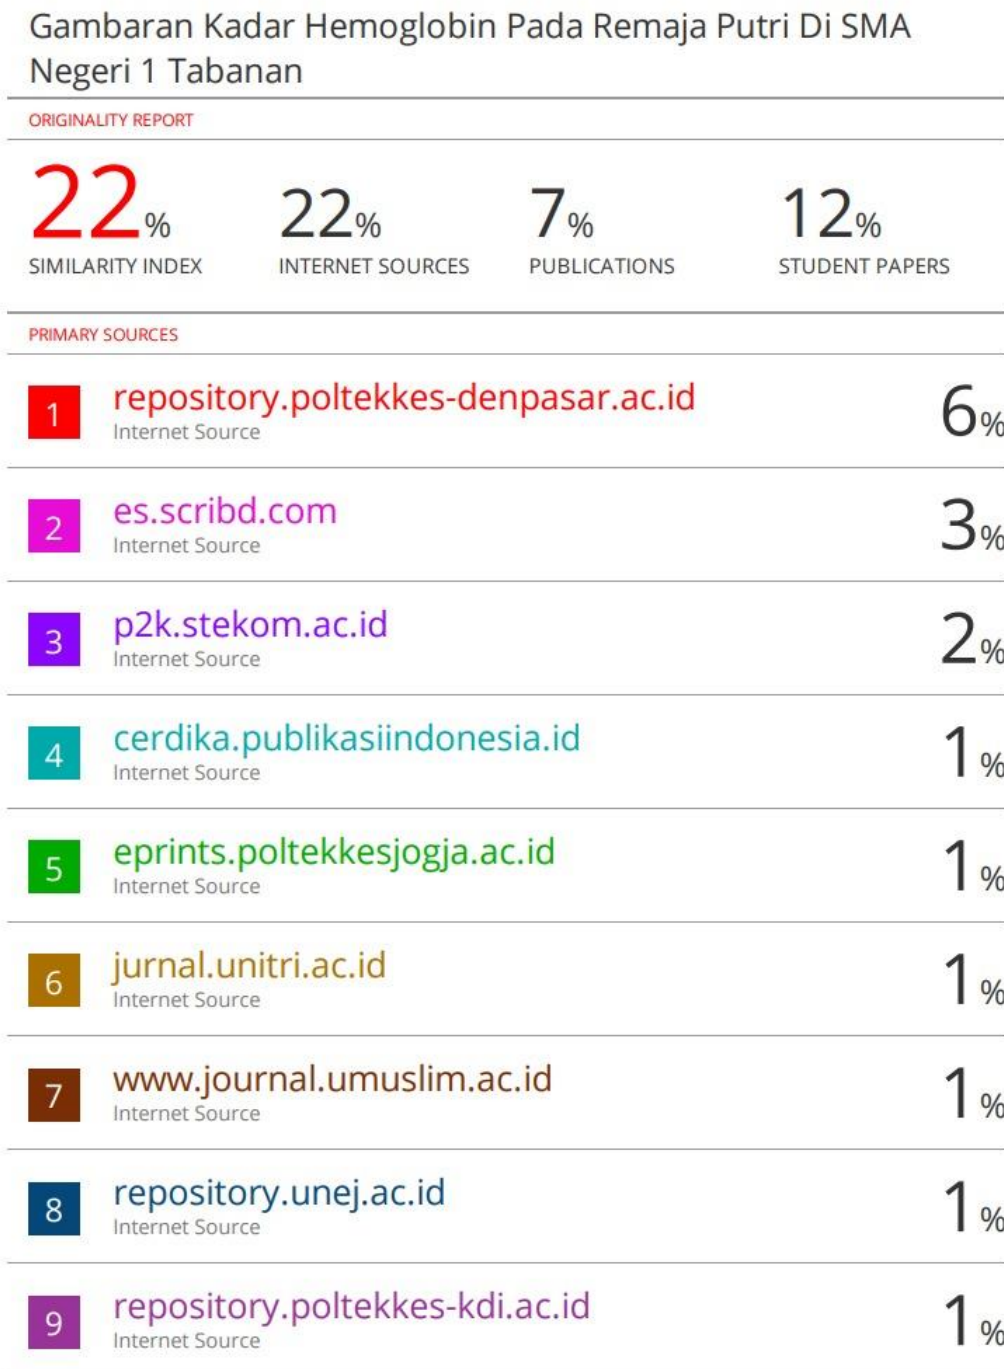 Gambaran Kadar Hemoglobin Pada Remaja Putri Di SMA
Negeri 1 Tabanan
ORIGINALITY REPORT
22% 22% 7% 12%
SIMILARITY INDEX INTERNET SOURCES PUBLICATIONS STUDENT PAPERS
PRIMARY SOURCES
1 repository.poltekkes-denpasar.ac.id 6%
Internet Source
2 es.scribd.com 3%
Internet Source
3 p2k.stekom.ac.id 2%
Internet Source
4 cerdika.publikasiindonesia.id 1%
Internet Source
5 eprints.poltekkesjogja.ac.id 1%
Internet Source
6 jurnal.unitri.ac.id 1%
Internet Source
7 www.journal.umuslim.ac.id 1%
Internet Source
8 repository.unej.ac.id 1%
Internet Source
9 repository.poltekkes-kdi.ac.id 1%
Internet Source